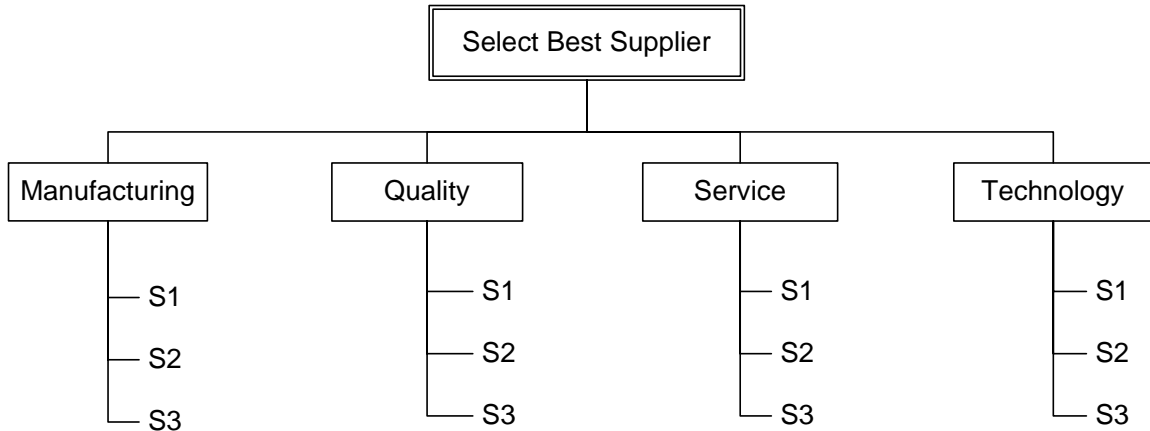 Select Best Supplier
Manufacturing
Quality
Service
Technology
S1
S2
S3
S1
S2
S3
S1
S2
S3
S1
S2
S3